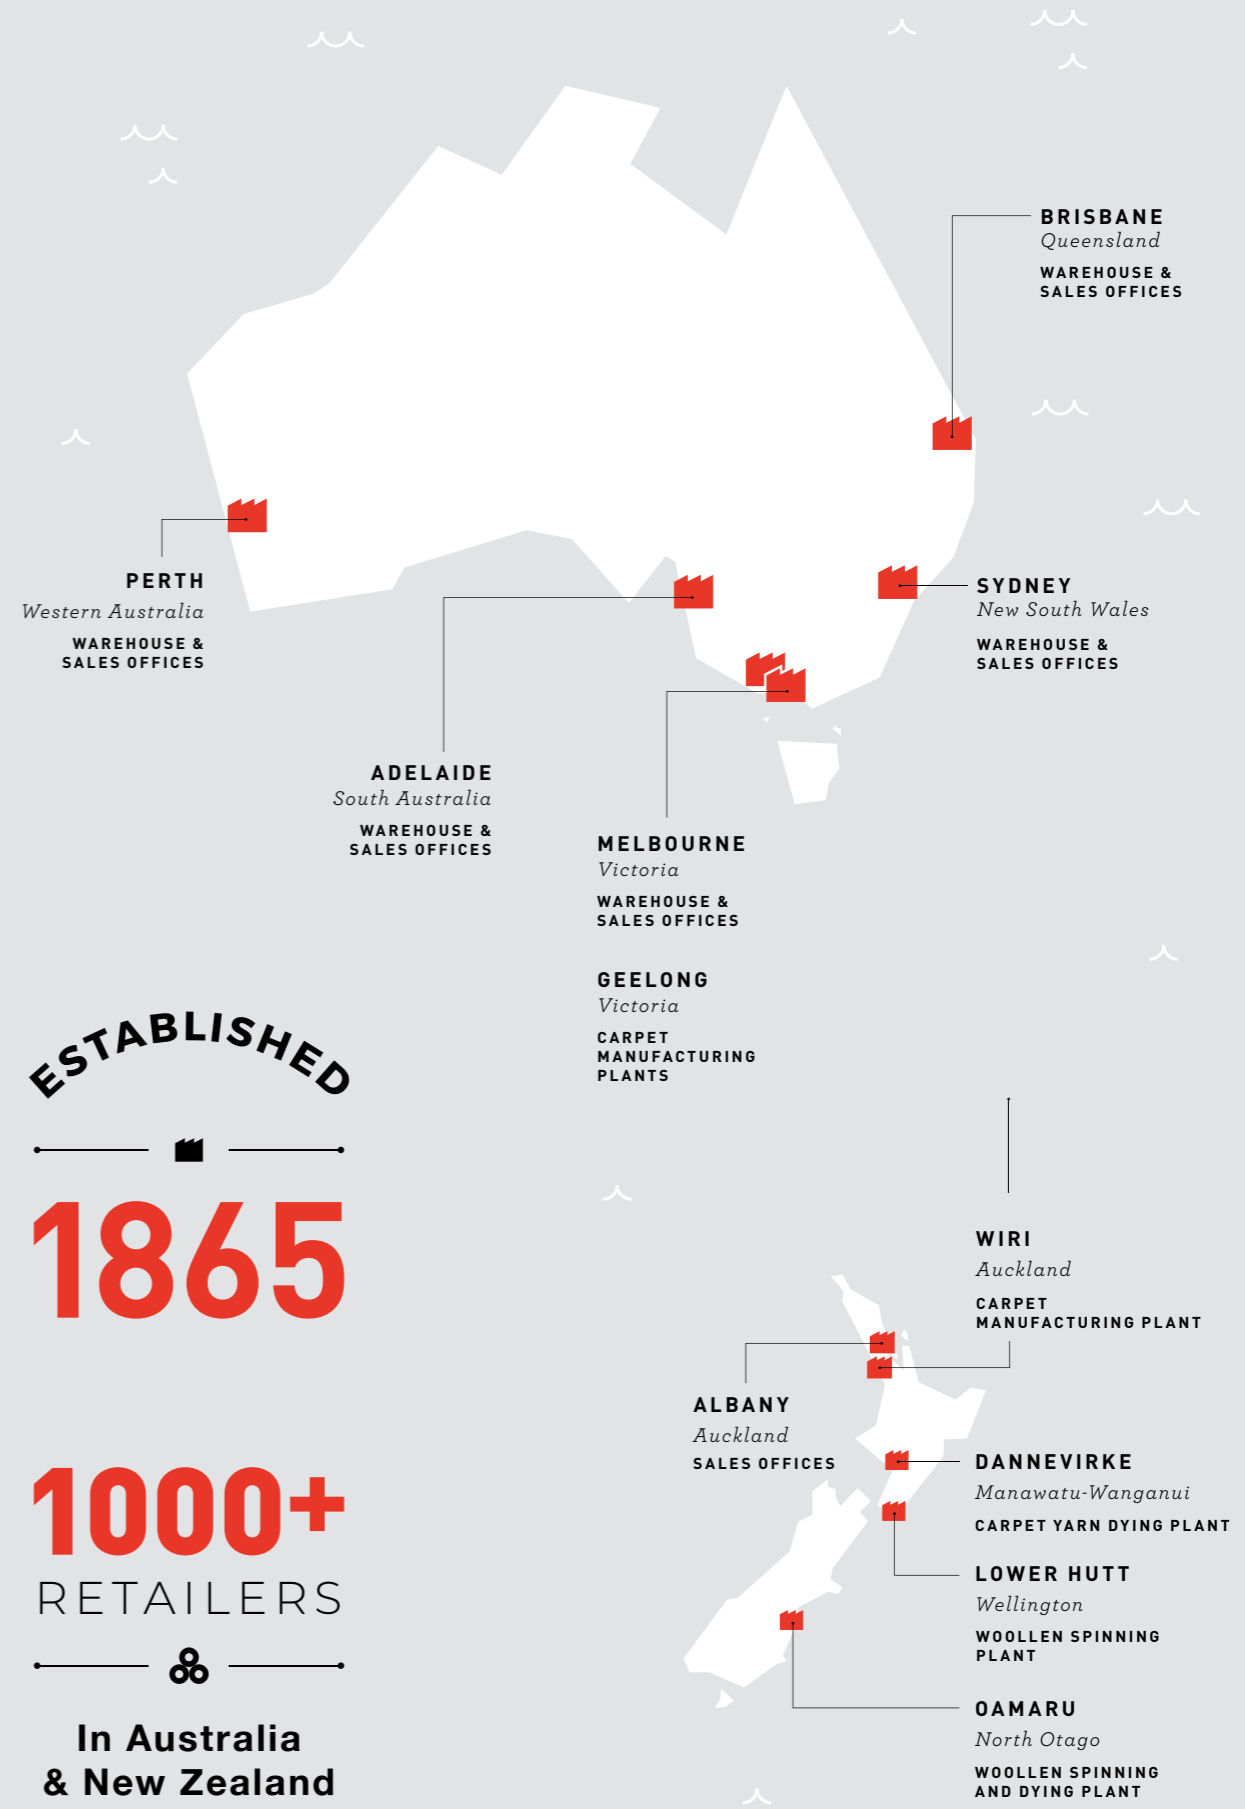 BRISBANE
Queensland
WAREHOUSE &
SALES OFFICES
PERTH
Western Australia
WAREHOUSE &
SALES OFFICES
SYDNEY
New South Wales
WAREHOUSE &
SALES OFFICES
ADELAIDE
South Australia
WAREHOUSE &
SALES OFFICES
MELBOURNE
Victoria
WAREHOUSE &
SALES OFFICES
GEELONG
Victoria
CARPET
MANUFACTURING
PLANTS
ESTABLISHED
1865
1000+
RETAILERS
In Australia
& New Zealand
WIRI
Auckland
CARPET
MANUFACTURING PLANT
ALBANY
Auckland
SALES OFFICES
DANNEVIRKE
Manawatu-Wanganui
CARPET YARN DYING PLANT
LOWER HUTT
Wellington
WOOLLEN SPINNING
PLANT
OAMARU
North Otago
WOOLLEN SPINNING
AND DYING PLANT